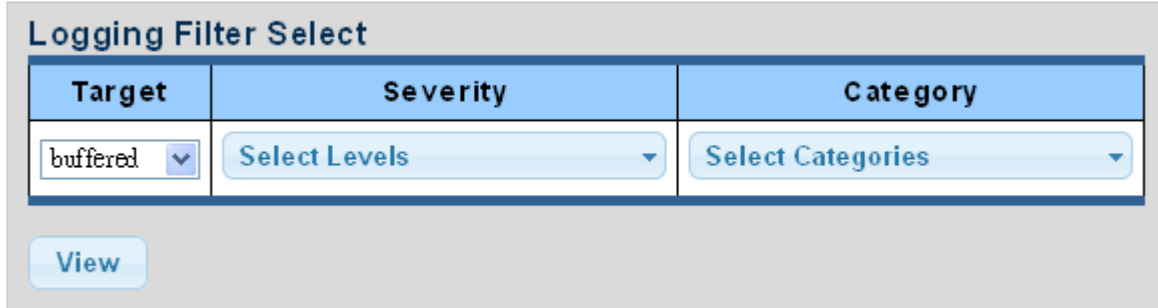 Logging Filter Select
Target Severity Category
buffered Select Levels Select Categories
View